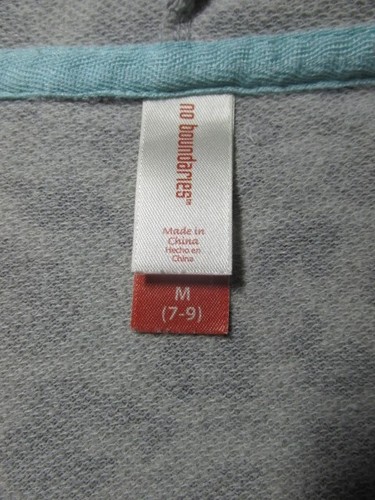 no boundaries™
Made in
China
Hecho en
China
M
(7-9)